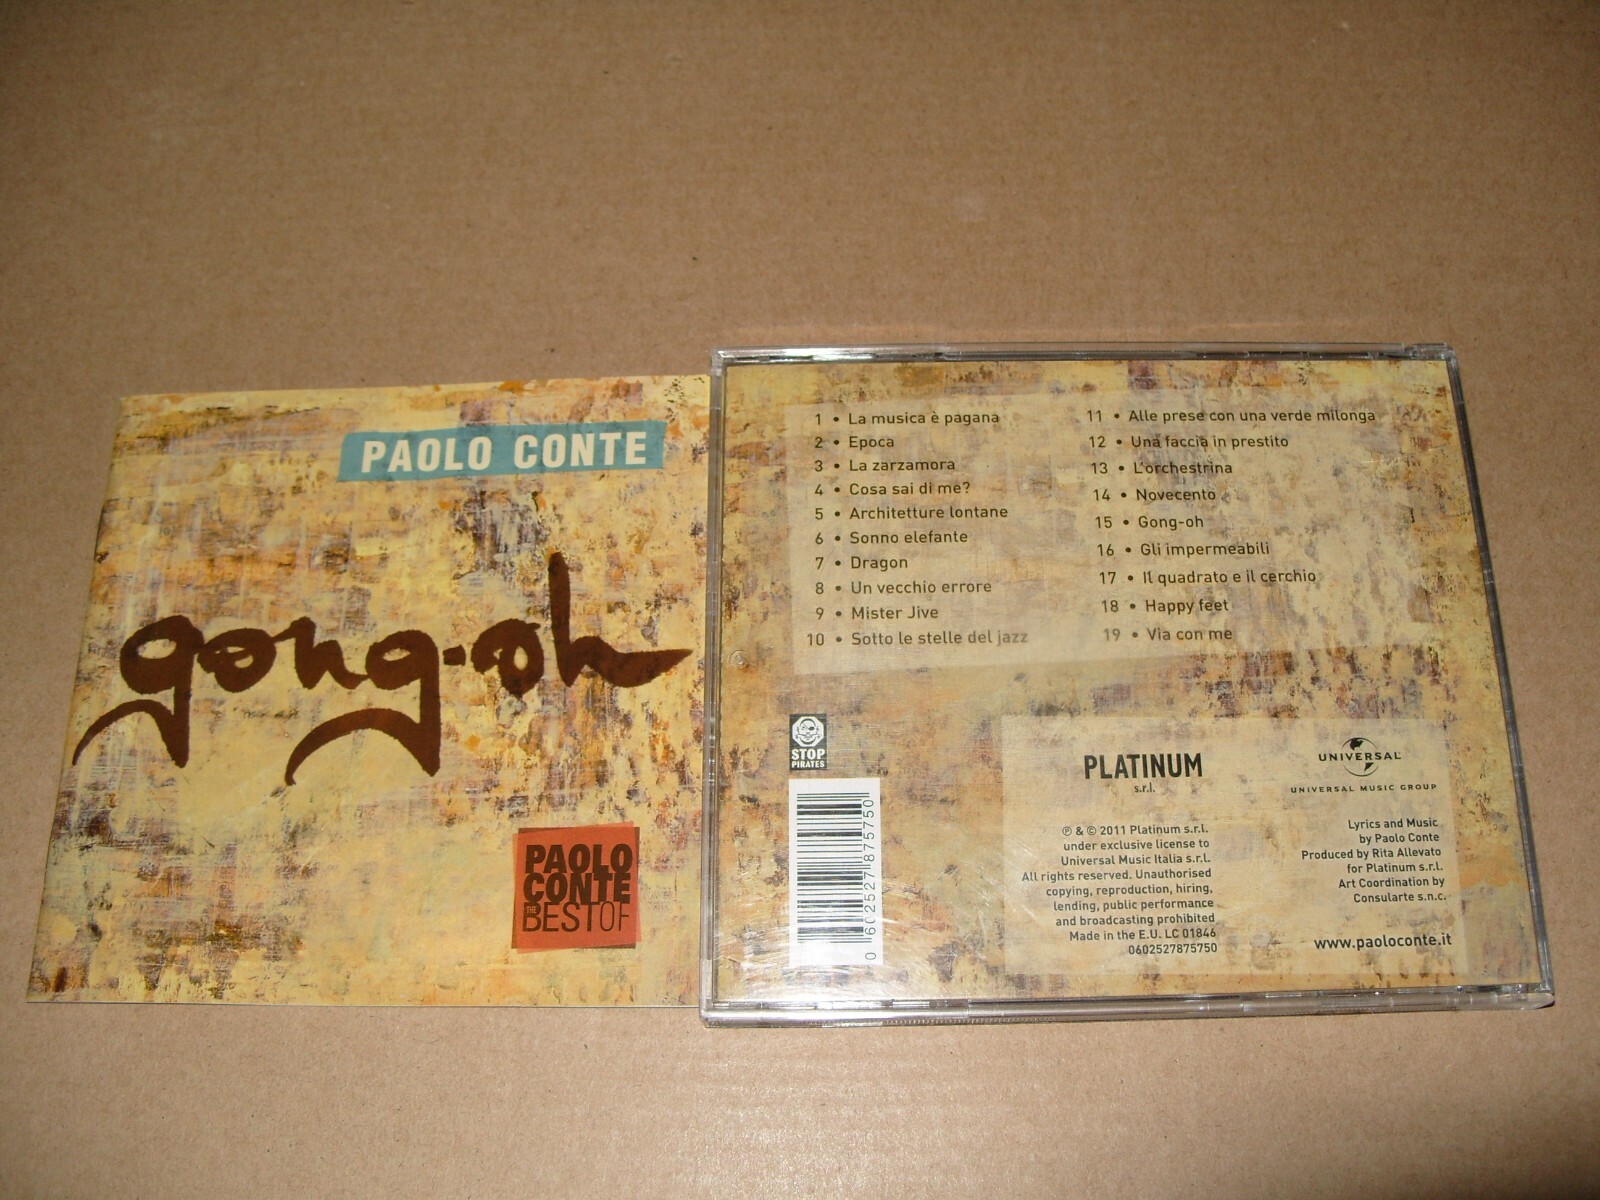 PAOLO CONTE
gong-oh
PAOLO
CONTE
THE BEST OF
1 • La musica è pagana
2 • Epoca
3 • La zarzamora
4 • Cosa sai di me?
5 • Architetture lontane
6 • Sonno elefante
7 • Dragon
8 • Un vecchio errore
9 • Mister Jive
10 • Sotto le stelle del jazz
11 • Alle prese con una verde milonga
12 • Una faccia in prestito
13 • L'orchestrina
14 • Novecento
15 • Gong-oh
16 • Gli impermeabili
17 • Il quadrato e il cerchio
18 • Happy feet
19 • Via con me
STOP
PIRATES
0 602527 875750
PLATINUM
s.r.l.
℗ & © 2011 Platinum s.r.l.
under exclusive license to
Universal Music Italia s.r.l.
All rights reserved. Unauthorised
copying, reproduction, hiring,
lending, public performance
and broadcasting prohibited
Made in the E.U. LC 01846
0602527875750
UNIVERSAL
UNIVERSAL MUSIC GROUP
Lyrics and Music
by Paolo Conte
Produced by Rita Allevato
for Platinum s.r.l.
Art Coordination by
Consularte s.n.c.
www.paoloconte.it